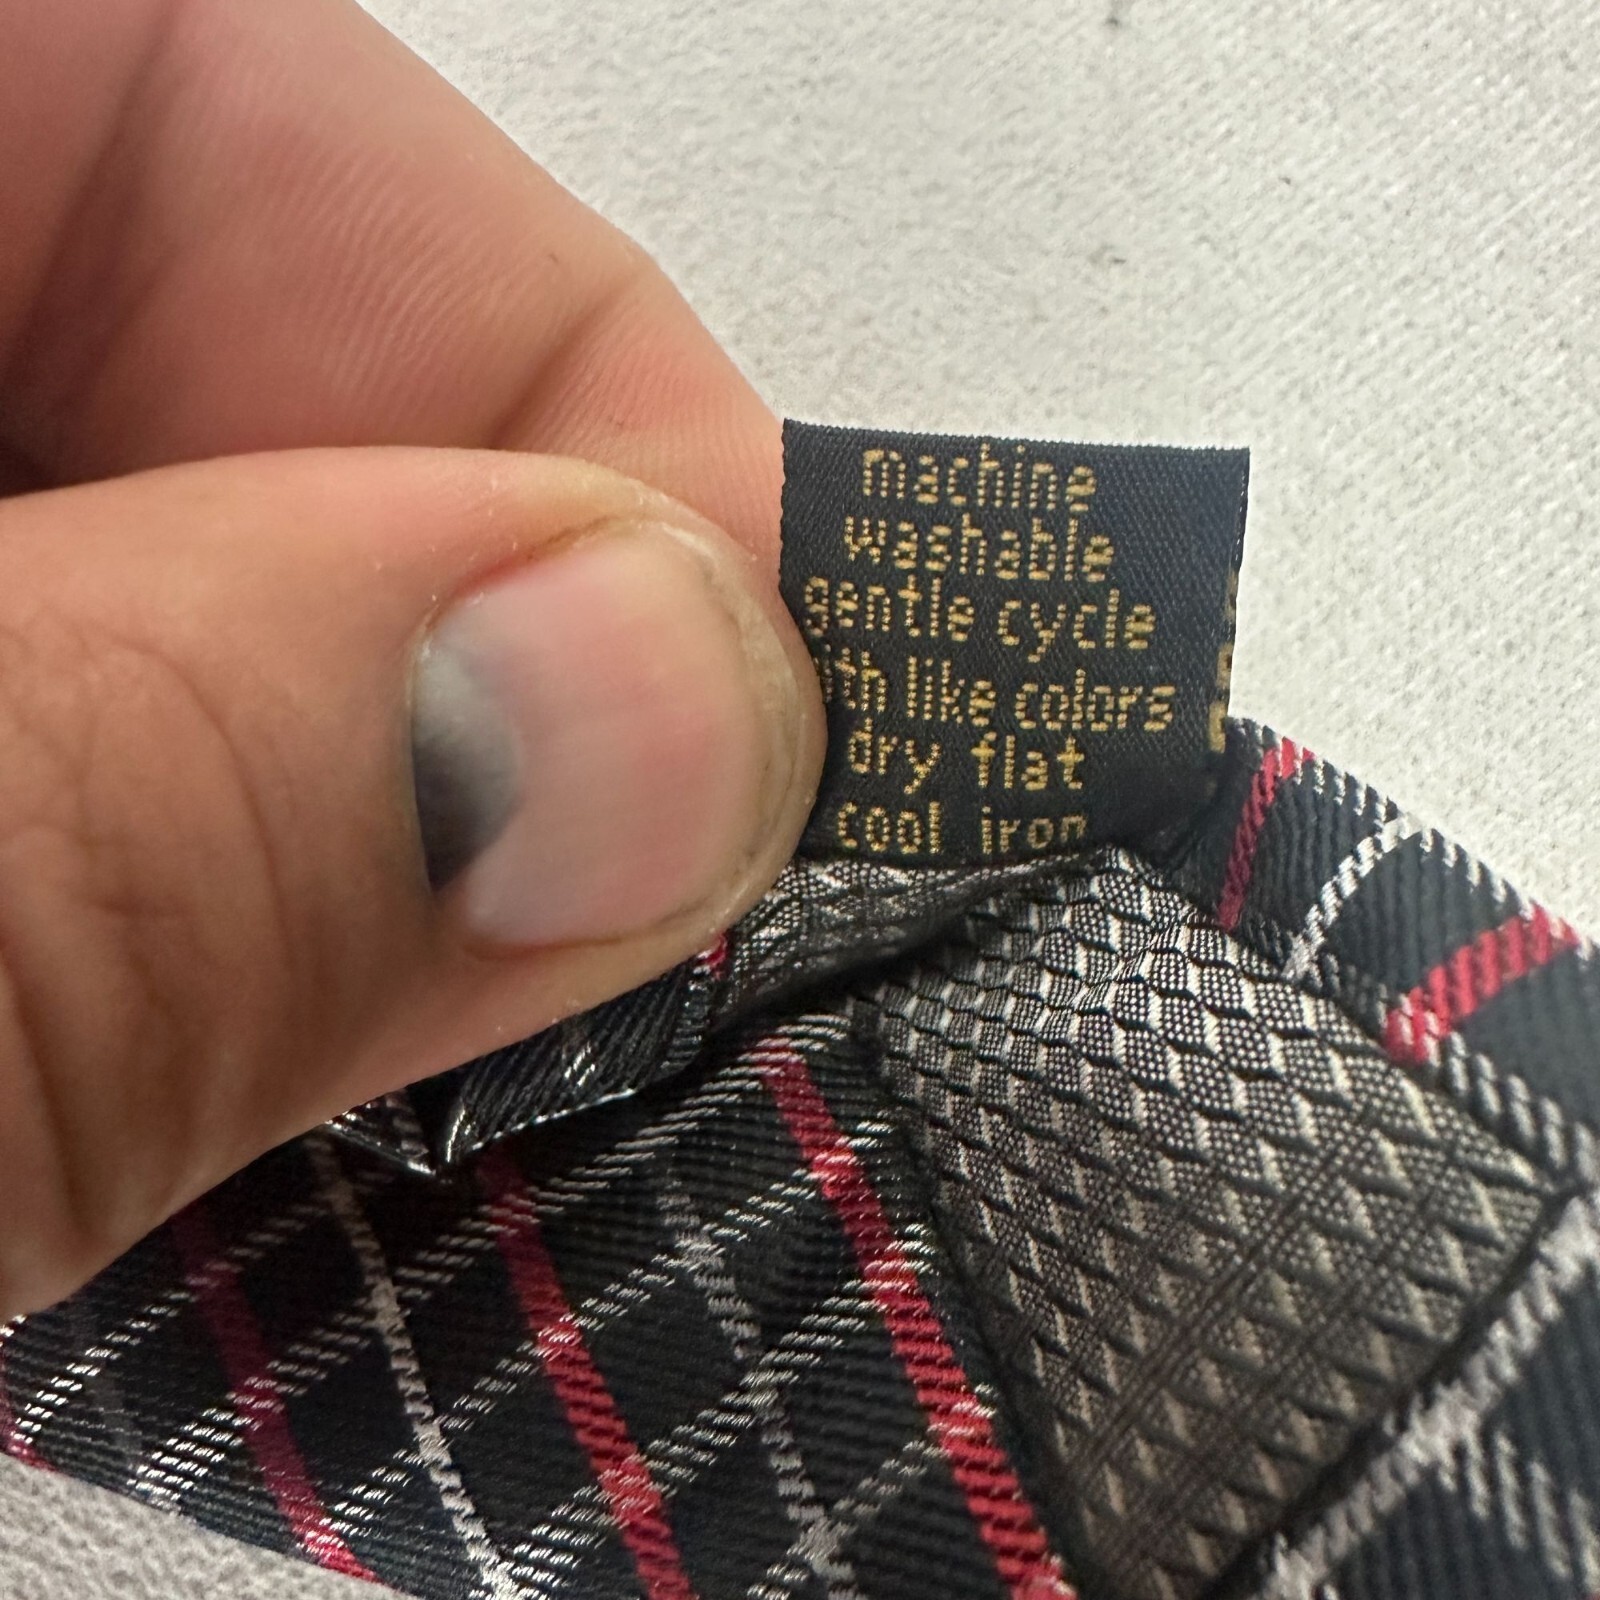 machine
washable
gentle cycle
like colors
dry flat
cool iron